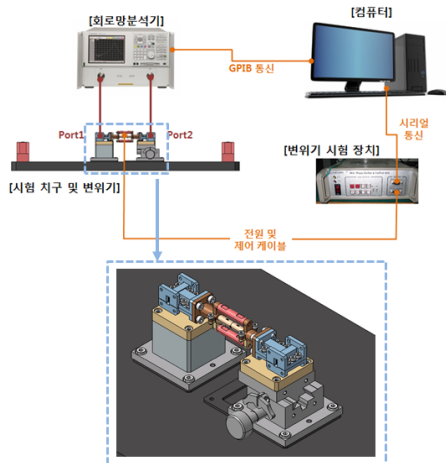 [회로망분석기]
[컴퓨터]
GPIB 통신
시리얼
통신
Port1
Port2
[변위기 시험 장치]
[시험 치구 및 변위기]
전원 및
제어 케이블